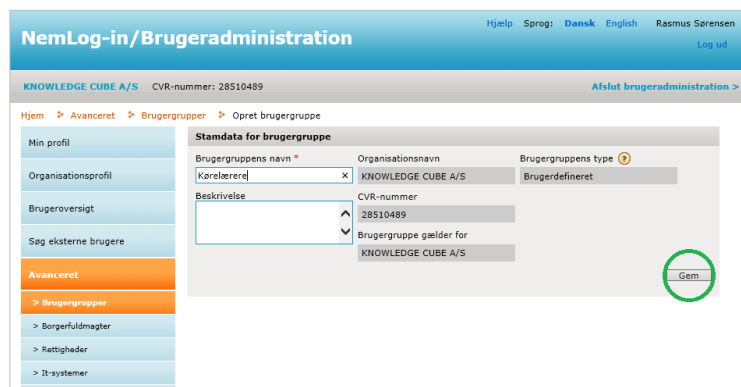 Hjælp Sprog: Dansk English Rasmus Sørensen
NemLog-in/Brugeradministration
Log ud
KNOWLEDGE CUBE A/S CVR-nummer: 28510489 Afslut brugeradministration >
Hjem Avanceret Brugergrupper Opret brugergruppe
Min profil
Organisationsprofil
Brugeroversigt
Søg eksterne brugere
Avanceret
> Brugergrupper
> Borgerfuldmagter
> Rettigheder
> It-systemer
Stamdata for brugergruppe
Brugergruppens navn * Organisationsnavn Brugergruppens type ?
Kørelærere × KNOWLEDGE CUBE A/S Brugerdefineret
Beskrivelse CVR-nummer
28510489
Brugergruppe gælder for
KNOWLEDGE CUBE A/S
Gem